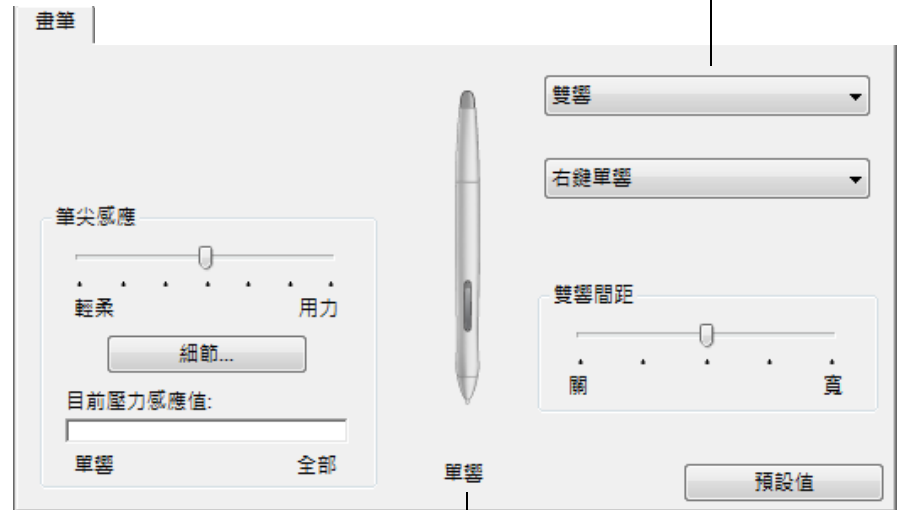 畫筆
雙響
右鍵單響
筆尖感應
輕柔 用力
細節...
目前壓力感應值:
單響 全部
單響
雙響間距
關 寬
預設值